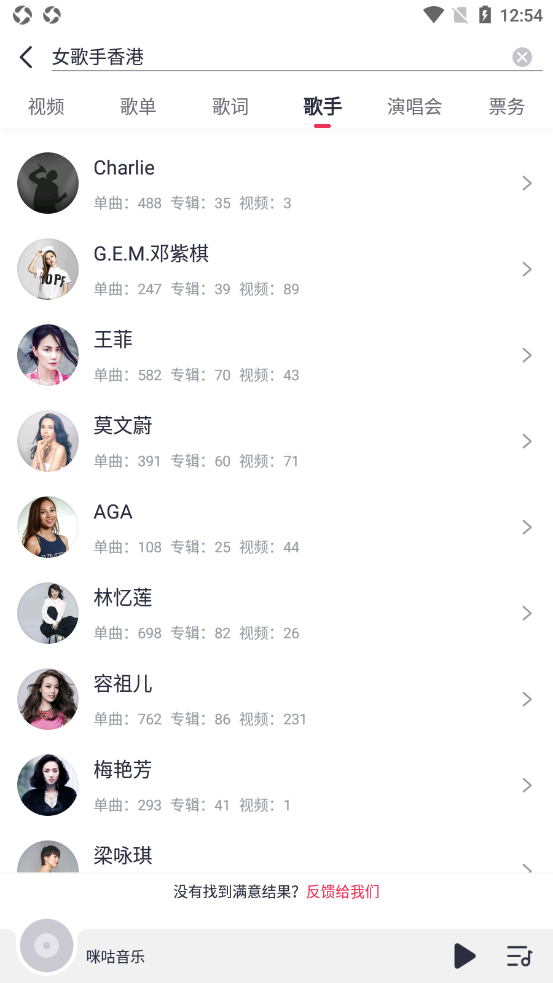 12:54
女歌手香港
视频 歌单 歌词 歌手 演唱会 票务
Charlie
单曲：488 专辑：35 视频：3
G.E.M.邓紫棋
单曲：247 专辑：39 视频：89
王菲
单曲：582 专辑：70 视频：43
莫文蔚
单曲：391 专辑：60 视频：71
AGA
单曲：108 专辑：25 视频：44
林忆莲
单曲：698 专辑：82 视频：26
容祖儿
单曲：762 专辑：86 视频：231
梅艳芳
单曲：293 专辑：41 视频：1
梁咏琪
没有找到满意结果？反馈给我们
咪咕音乐